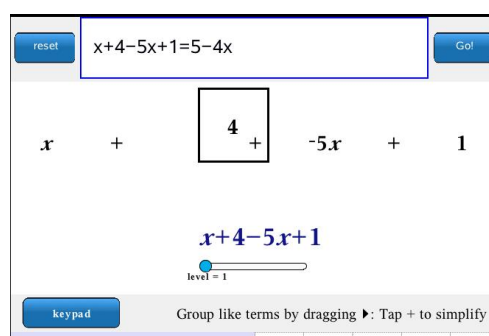 reset
x+4−5x+1=5−4x
Go!
x + 4 + -5x + 1
x+4−5x+1
level = 1
keypad
Group like terms by dragging ▶: Tap + to simplify